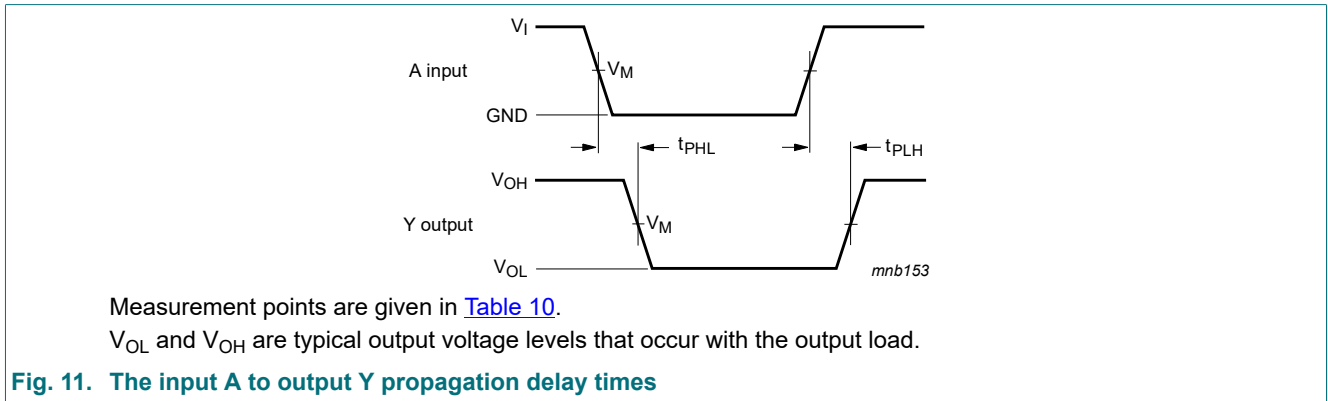 VI
A input
VM
GND
tPHL
tPLH
VOH
Y output
VM
VOL
mnb153
Measurement points are given in Table 10.
VOL and VOH are typical output voltage levels that occur with the output load.
Fig. 11. The input A to output Y propagation delay times